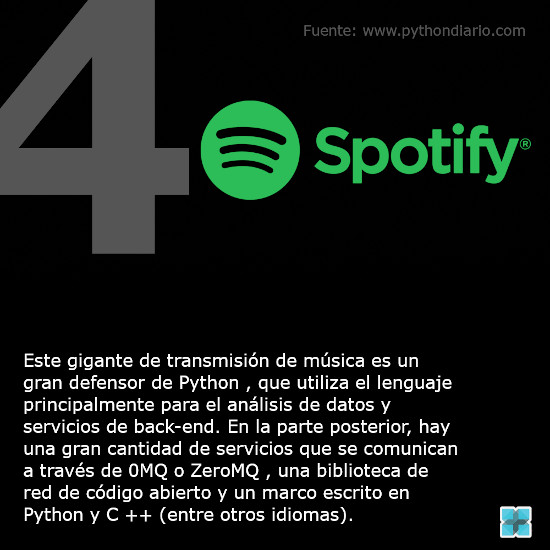 Fuente: www.pythondiario.com
4
Spotify®
Este gigante de transmisión de música es un
gran defensor de Python , que utiliza el lenguaje
principalmente para el análisis de datos y
servicios de back-end. En la parte posterior, hay
una gran cantidad de servicios que se comunican
a través de 0MQ o ZeroMQ , una biblioteca de
red de código abierto y un marco escrito en
Python y C ++ (entre otros idiomas).